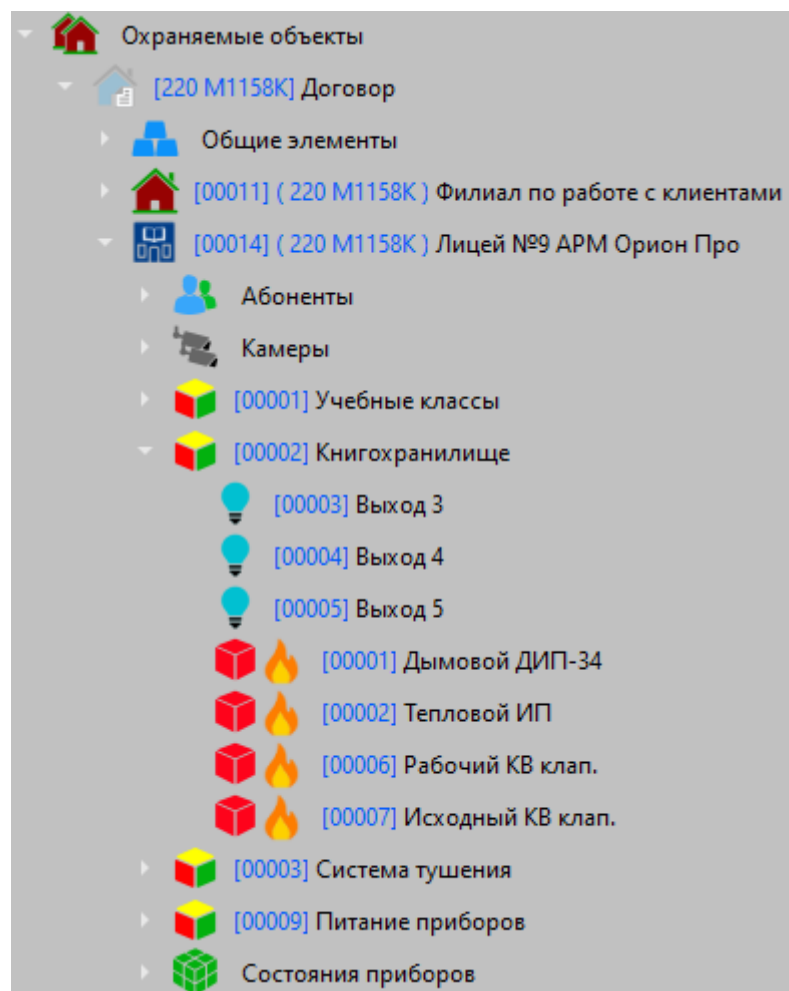 Охраняемые объекты
[220 М1158К] Договор
Общие элементы
[00011] ( 220 М1158К ) Филиал по работе с клиентами
[00014] ( 220 М1158К ) Лицей №9 АРМ Орион Про
Абоненты
Камеры
[00001] Учебные классы
[00002] Книгохранилище
[00003] Выход 3
[00004] Выход 4
[00005] Выход 5
[00001] Дымовой ДИП-34
[00002] Тепловой ИП
[00006] Рабочий КВ клап.
[00007] Исходный КВ клап.
[00003] Система тушения
[00009] Питание приборов
Состояния приборов